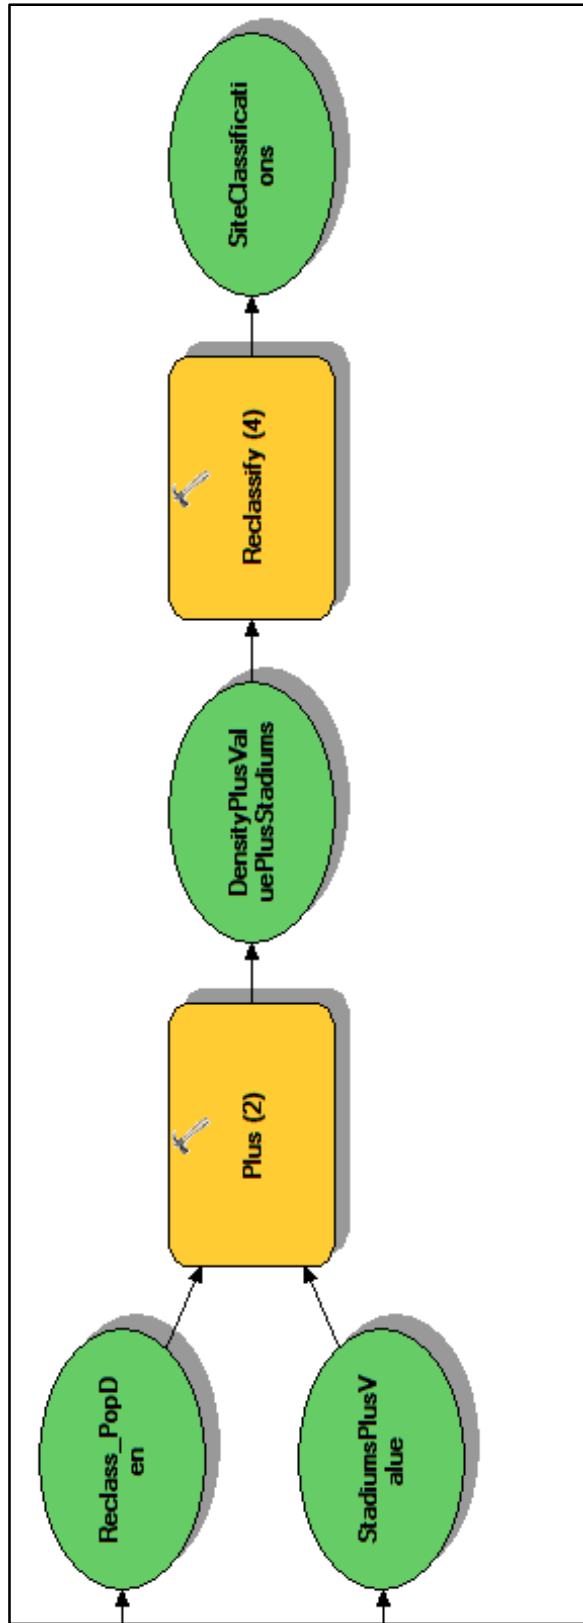 Reclass_PopD
en
StadiumsPlusV
alue
Plus (2)
DensityPlusVal
uePlusStadiums
Reclassify (4)
SiteClassificati
ons